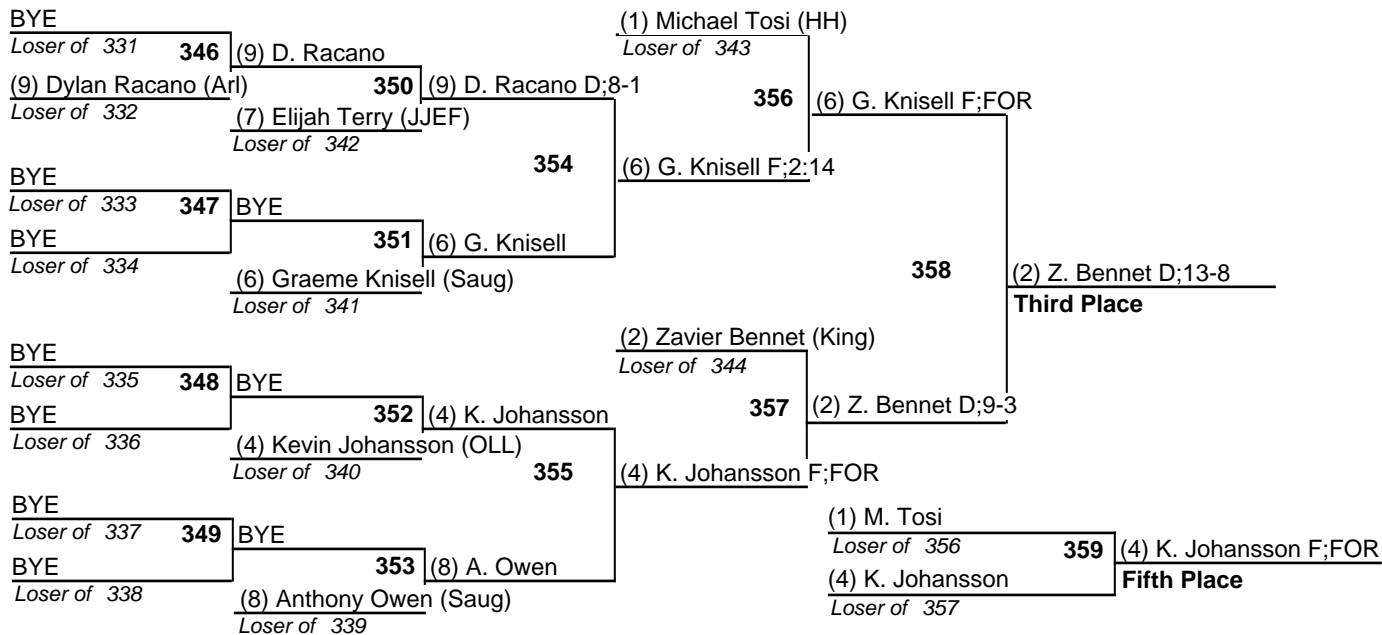 BYE
Loser of 331
346
(9) D. Racano
(9) Dylan Racano (Arl)
Loser of 332
350
(9) D. Racano D;8-1
(7) Elijah Terry (JJEF)
Loser of 342
BYE
Loser of 333
347
BYE
BYE
Loser of 334
351
(6) G. Knisell
(6) Graeme Knisell (Saug)
Loser of 341
354
(6) G. Knisell F;2:14
(1) Michael Tosi (HH)
Loser of 343
356
(6) G. Knisell F;FOR
BYE
Loser of 335
348
BYE
BYE
Loser of 336
352
(4) K. Johansson
(4) Kevin Johansson (OLL)
Loser of 340
BYE
Loser of 337
349
BYE
BYE
Loser of 338
353
(8) A. Owen
(8) Anthony Owen (Saug)
Loser of 339
355
(4) K. Johansson F;FOR
(2) Zavier Bennet (King)
Loser of 344
357
(2) Z. Bennet D;9-3
358
(2) Z. Bennet D;13-8
Third Place
(1) M. Tosi
Loser of 356
359
(4) K. Johansson F;FOR
Fifth Place
(4) K. Johansson
Loser of 357